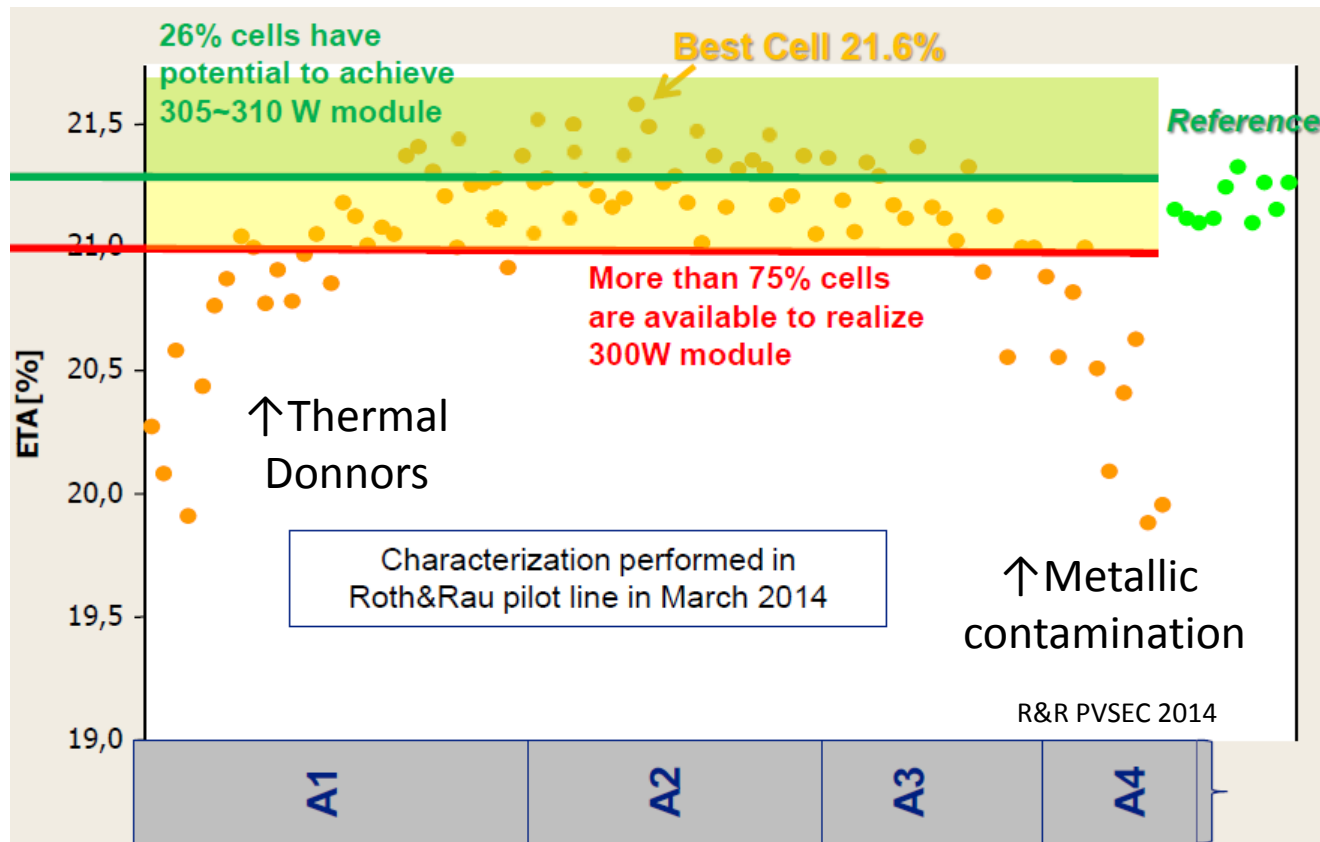 26% cells have
potential to achieve
305~310 W module
Best Cell 21.6%
Reference
21,5
21,0
20,5
20,0
19,5
19,0
ETA [%]
More than 75% cells
are available to realize
300W module
↑Thermal
Donnors
Characterization performed in
Roth&Rau pilot line in March 2014
↑Metallic
contamination
R&R PVSEC 2014
A1
A2
A3
A4